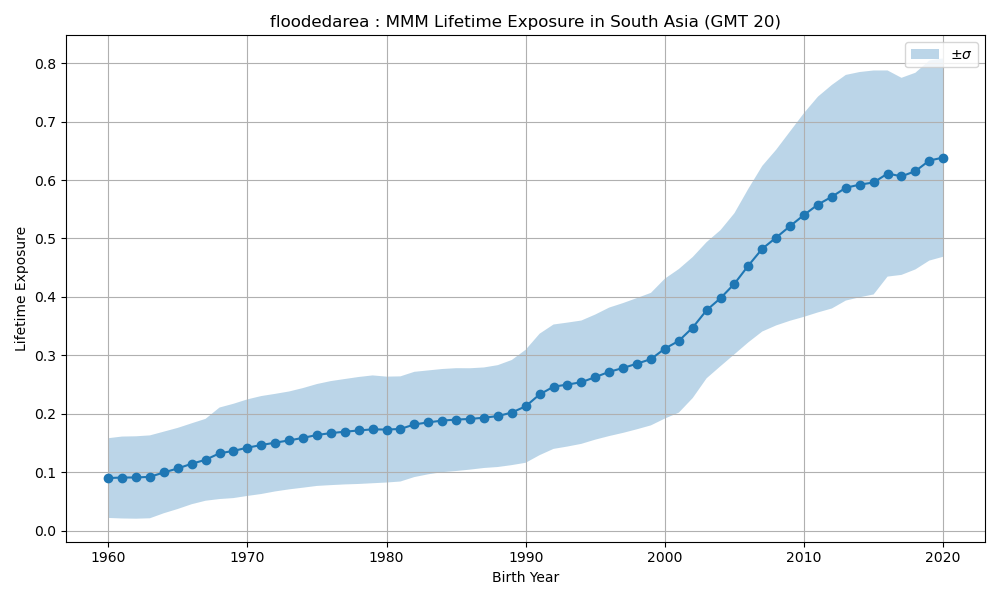 floodedarea : MMM Lifetime Exposure in South Asia (GMT 20)
±σ
Lifetime Exposure
0.8
0.7
0.6
0.5
0.4
0.3
0.2
0.1
0.0
1960 1970 1980 1990 2000 2010 2020
Birth Year